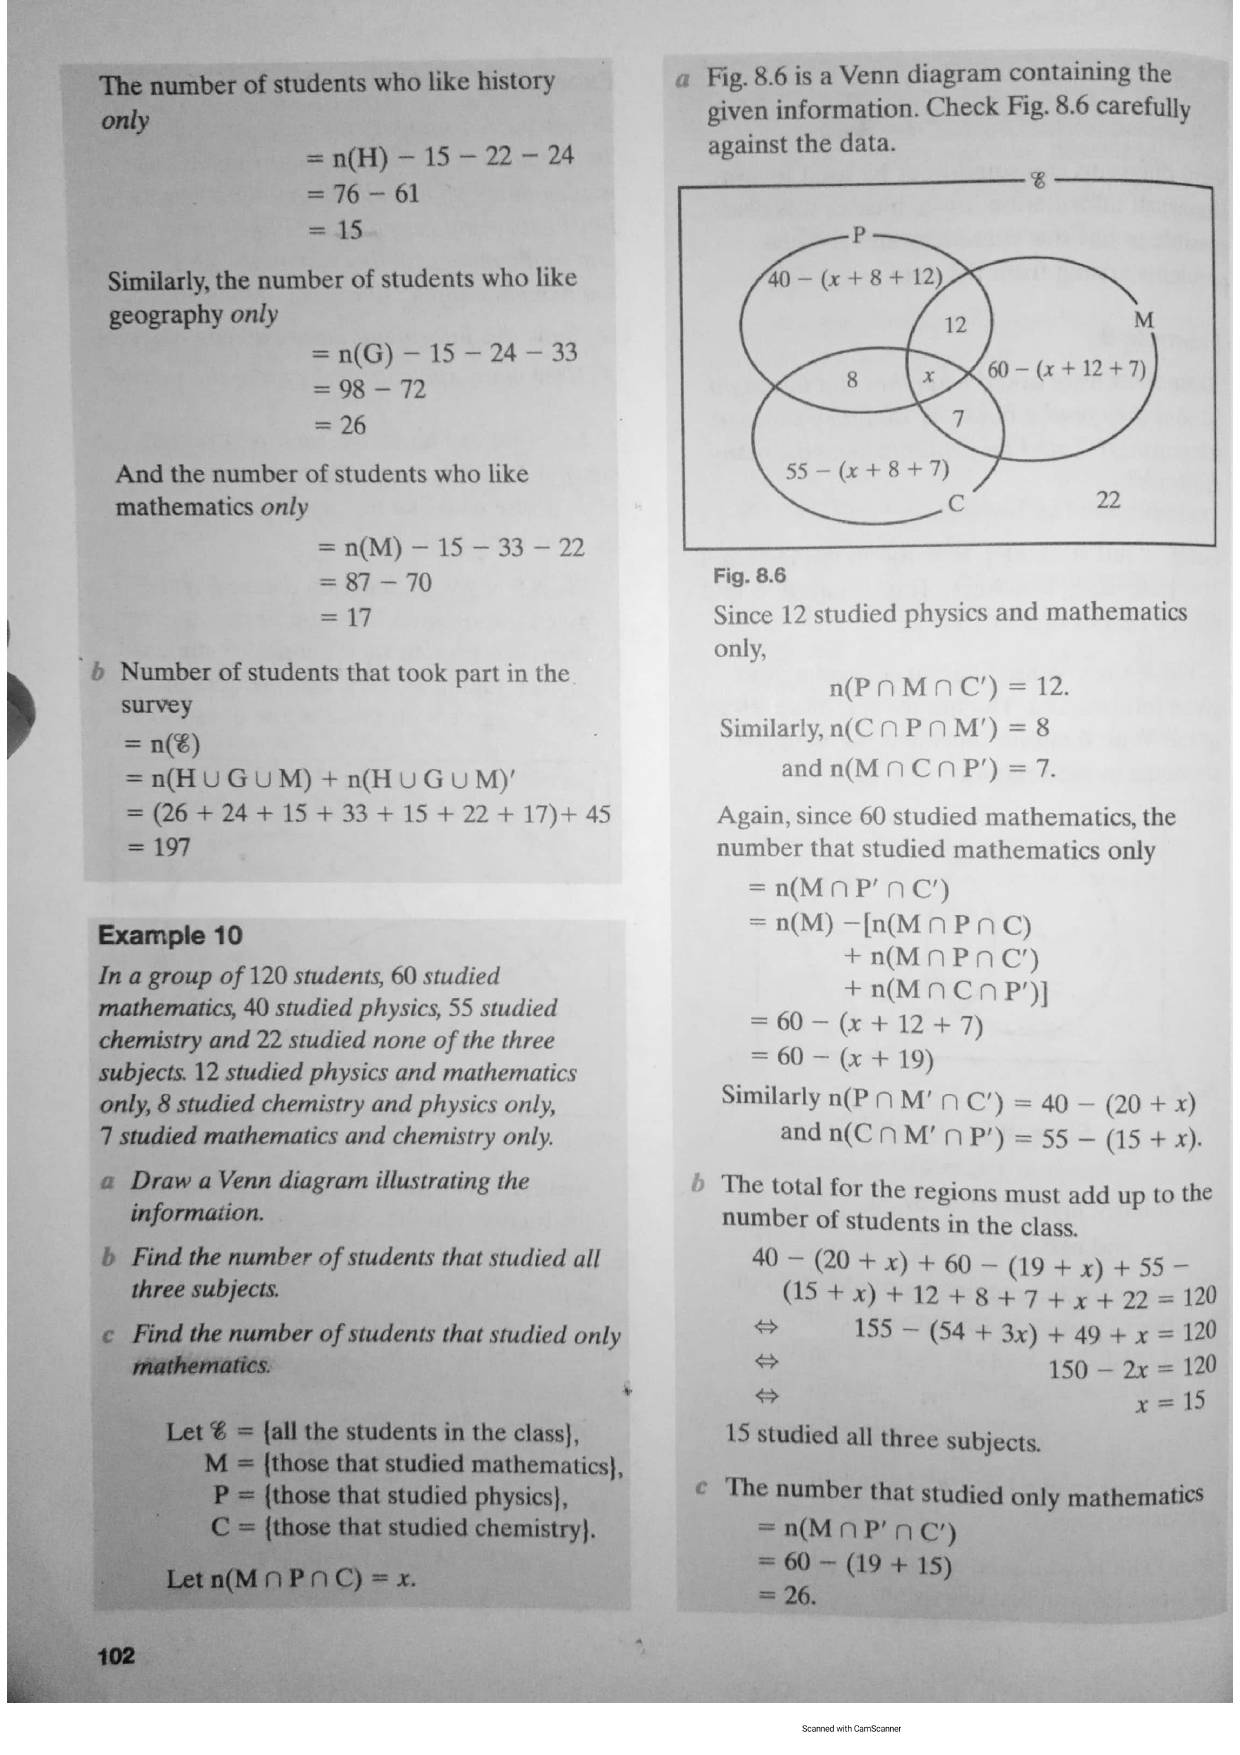 The number of students who like history
only
= n(H) − 15 − 22 − 24
= 76 − 61
= 15
Similarly, the number of students who like
geography only
= n(G) − 15 − 24 − 33
= 98 − 72
= 26
And the number of students who like
mathematics only
= n(M) − 15 − 33 − 22
= 87 − 70
= 17
b Number of students that took part in the
survey
= n(ℰ)
= n(H ∪ G ∪ M) + n(H ∪ G ∪ M)′
= (26 + 24 + 15 + 33 + 15 + 22 + 17)+ 45
= 197
Example 10
In a group of 120 students, 60 studied
mathematics, 40 studied physics, 55 studied
chemistry and 22 studied none of the three
subjects. 12 studied physics and mathematics
only, 8 studied chemistry and physics only,
7 studied mathematics and chemistry only.
a Draw a Venn diagram illustrating the
information.
b Find the number of students that studied all
three subjects.
c Find the number of students that studied only
mathematics.
Let ℰ = {all the students in the class},
M = {those that studied mathematics},
P = {those that studied physics},
C = {those that studied chemistry}.
Let n(M ∩ P ∩ C) = x.
102
a Fig. 8.6 is a Venn diagram containing the
given information. Check Fig. 8.6 carefully
against the data.
ℰ
P
40 − (x + 8 + 12)
12
M
8
x
60 − (x + 12 + 7)
7
55 − (x + 8 + 7)
C
22
Fig. 8.6
Since 12 studied physics and mathematics
only,
n(P ∩ M ∩ C′) = 12.
Similarly, n(C ∩ P ∩ M′) = 8
and n(M ∩ C ∩ P′) = 7.
Again, since 60 studied mathematics, the
number that studied mathematics only
= n(M ∩ P′ ∩ C′)
= n(M) −[n(M ∩ P ∩ C)
+ n(M ∩ P ∩ C′)
+ n(M ∩ C ∩ P′)]
= 60 − (x + 12 + 7)
= 60 − (x + 19)
Similarly n(P ∩ M′ ∩ C′) = 40 − (20 + x)
and n(C ∩ M′ ∩ P′) = 55 − (15 + x).
b The total for the regions must add up to the
number of students in the class.
40 − (20 + x) + 60 − (19 + x) + 55 −
(15 + x) + 12 + 8 + 7 + x + 22 = 120
⇔ 155 − (54 + 3x) + 49 + x = 120
⇔ 150 − 2x = 120
⇔ x = 15
15 studied all three subjects.
c The number that studied only mathematics
= n(M ∩ P′ ∩ C′)
= 60 − (19 + 15)
= 26.
Scanned with CamScanner